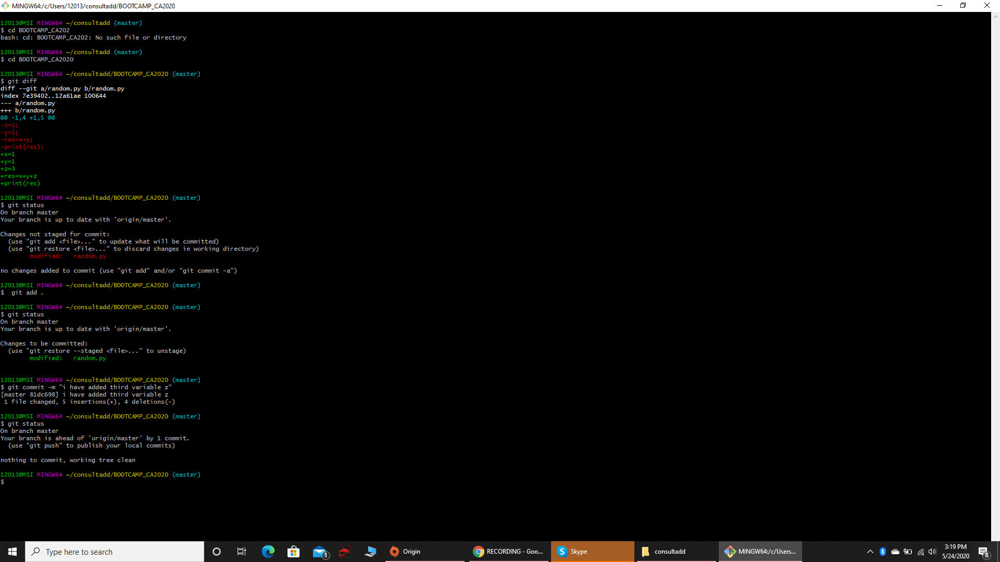 MINGW64:/c/Users/12013/consultadd/BOOTCAMP_CA2020
12013@MSI MINGW64 ~/consultadd (master)
$ cd BOOTCAMP_CA202
bash: cd: BOOTCAMP_CA202: No such file or directory
12013@MSI MINGW64 ~/consultadd (master)
$ cd BOOTCAMP_CA2020
12013@MSI MINGW64 ~/consultadd/BOOTCAMP_CA2020 (master)
$ git diff
diff --git a/random.py b/random.py
index 7e39402..12a61ae 100644
--- a/random.py
+++ b/random.py
@@ -1,4 +1,5 @@
-x=1;
-y=1;
-res=x+y;
-print(res);
+x=1
+y=1
+z=3
+res=x+y+z
+print(res)
12013@MSI MINGW64 ~/consultadd/BOOTCAMP_CA2020 (master)
$ git status
On branch master
Your branch is up to date with 'origin/master'.
Changes not staged for commit:
  (use "git add <file>..." to update what will be committed)
  (use "git restore <file>..." to discard changes in working directory)
        modified:   random.py
no changes added to commit (use "git add" and/or "git commit -a")
12013@MSI MINGW64 ~/consultadd/BOOTCAMP_CA2020 (master)
$  git add .
12013@MSI MINGW64 ~/consultadd/BOOTCAMP_CA2020 (master)
$ git status
On branch master
Your branch is up to date with 'origin/master'.
Changes to be committed:
  (use "git restore --staged <file>..." to unstage)
        modified:   random.py
12013@MSI MINGW64 ~/consultadd/BOOTCAMP_CA2020 (master)
$ git commit -m "i have added third variable z"
[master 81dc698] i have added third variable z
 1 file changed, 5 insertions(+), 4 deletions(-)
12013@MSI MINGW64 ~/consultadd/BOOTCAMP_CA2020 (master)
$ git status
On branch master
Your branch is ahead of 'origin/master' by 1 commit.
  (use "git push" to publish your local commits)
nothing to commit, working tree clean
12013@MSI MINGW64 ~/consultadd/BOOTCAMP_CA2020 (master)
$
Type here to search
1
Origin
RECORDING - Goo...
S Skype
consultadd
MINGW64:/c/Users...
3:19 PM
5/24/2020
8